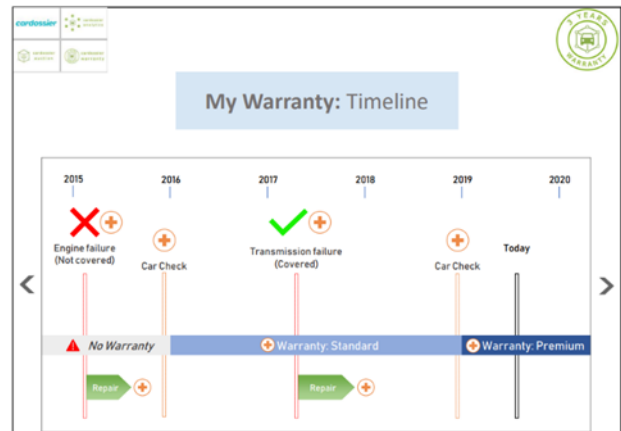 cardossier
3 YEARS
WARRANTY
My Warranty: Timeline
2015
2016
2017
2018
2019
2020
Engine failure
(Not covered)
Car Check
Transmission failure
(Covered)
Car Check
Today
No Warranty
Warranty: Standard
Warranty: Premium
Repair
Repair